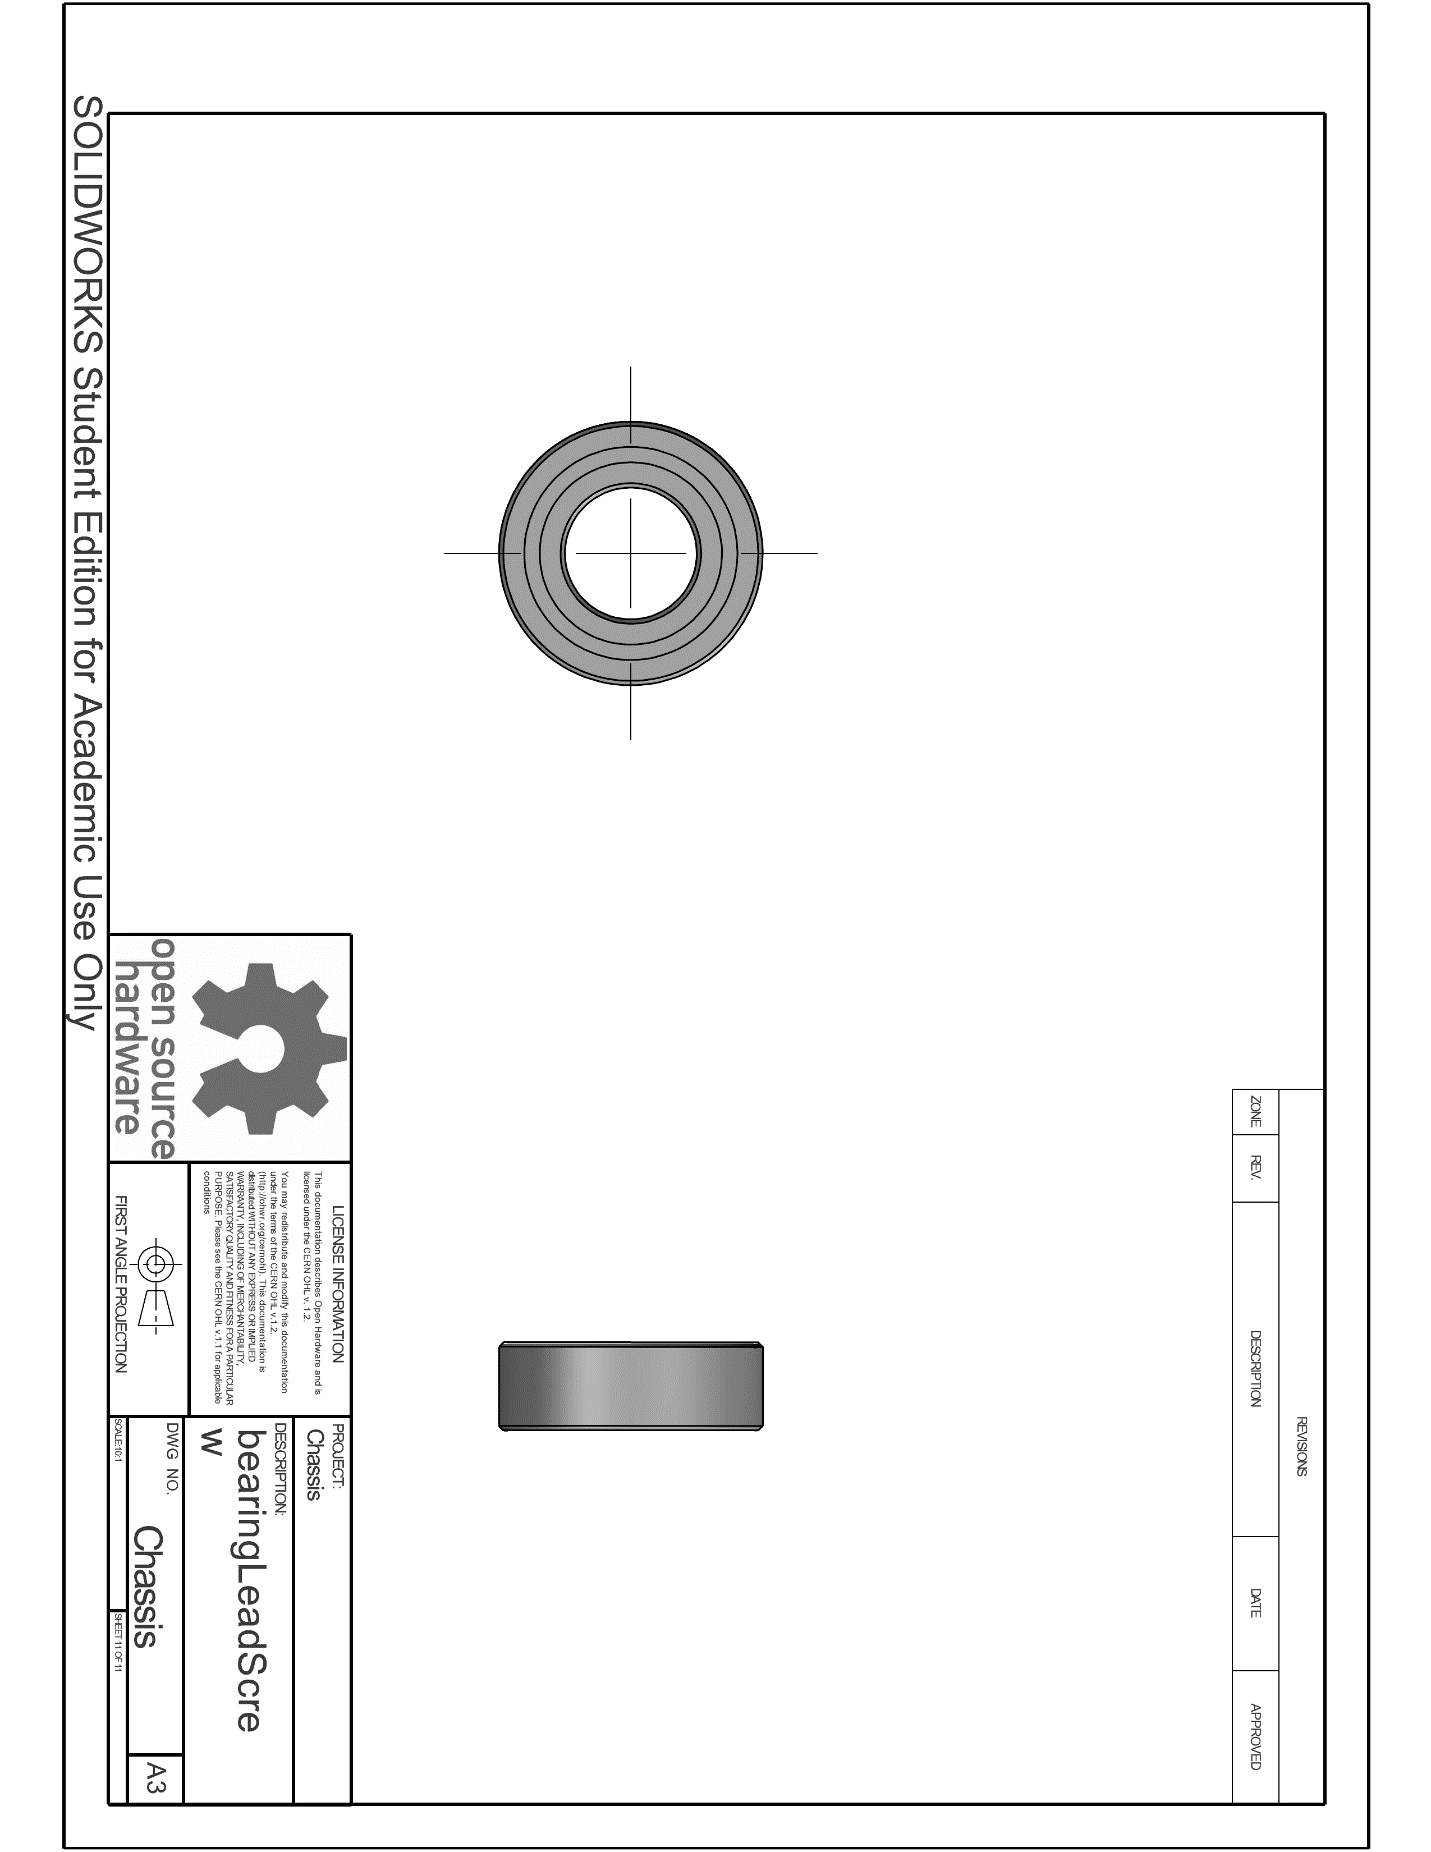 REVISIONS
ZONE
REV.
DESCRIPTION
DATE
APPROVED
open source
hardware
LICENSE INFORMATION
This documentation describes Open Hardware and is
licensed under the CERN OHL v. 1.2.
You may redistribute and modify this documentation
under the terms of the CERN OHL v.1.2.
(http://ohwr.org/cernohl). This documentation is
distributed WITHOUT ANY EXPRESS OR IMPLIED
WARRANTY, INCLUDING OF MERCHANTABILITY,
SATISFACTORY QUALITY AND FITNESS FOR A PARTICULAR
PURPOSE. Please see the CERN OHL v.1.1 for applicable
conditions
FIRST ANGLE PROJECTION
PROJECT:
Chassis
DESCRIPTION:
bearingLeadScre
w
DWG NO.
Chassis
A3
SCALE:10:1
SHEET 11 OF 11
SOLIDWORKS Student Edition for Academic Use Only